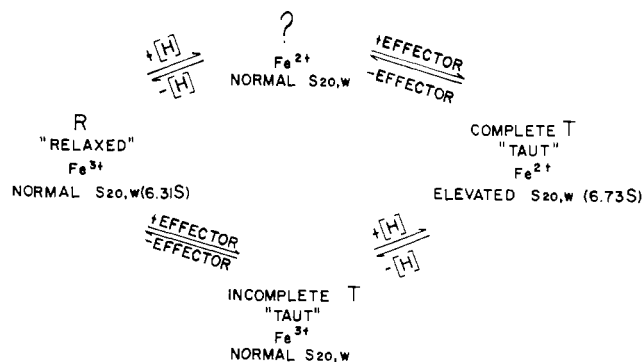 ?
Fe2+
NORMAL S20,W
+[H]
-[H]
+EFFECTOR
-EFFECTOR
R
"RELAXED"
Fe3+
NORMAL S20,W(6.31S)
COMPLETE T
"TAUT"
Fe2+
ELEVATED S20,W (6.73S)
+EFFECTOR
-EFFECTOR
+[H]
-[H]
INCOMPLETE T
"TAUT"
Fe3+
NORMAL S20,W